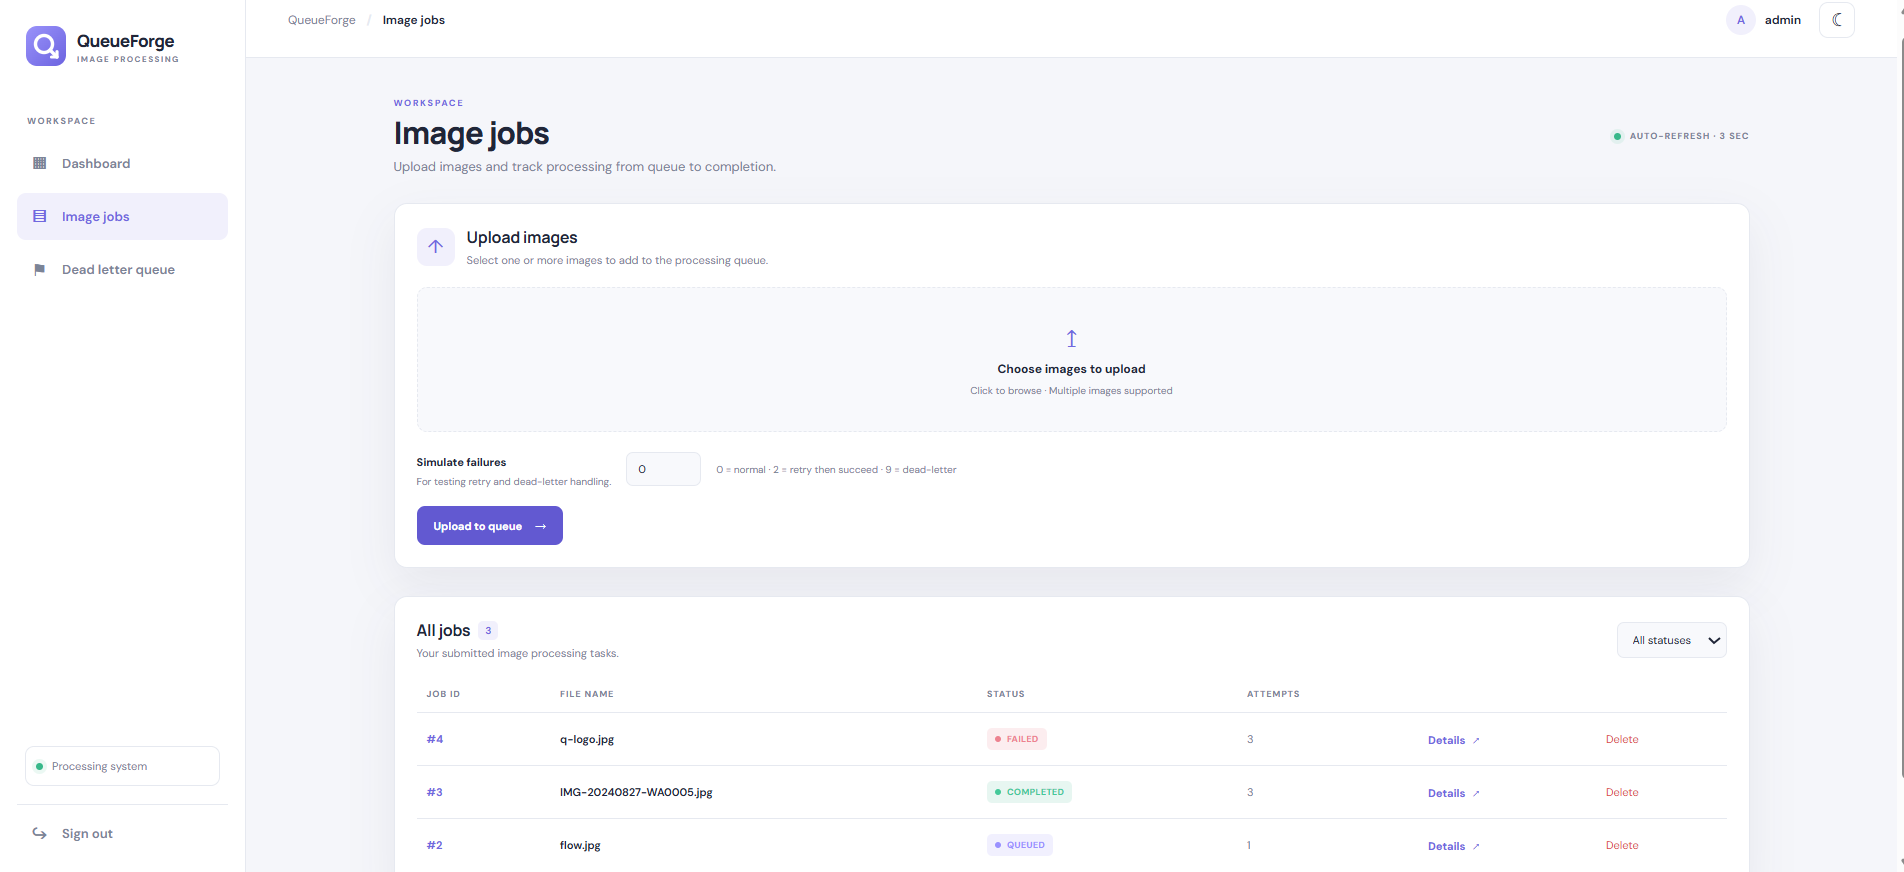 QueueForge
IMAGE PROCESSING
WORKSPACE
Dashboard
Image jobs
Dead letter queue
Processing system
Sign out
QueueForge / Image jobs
A admin
WORKSPACE
Image jobs
Upload images and track processing from queue to completion.
AUTO-REFRESH · 3 SEC
Upload images
Select one or more images to add to the processing queue.
Choose images to upload
Click to browse · Multiple images supported
Simulate failures
For testing retry and dead-letter handling.
0
0 = normal · 2 = retry then succeed · 9 = dead-letter
Upload to queue →
All jobs 3
Your submitted image processing tasks.
All statuses
JOB ID FILE NAME STATUS ATTEMPTS
#4 q-logo.jpg FAILED 3 Details ↗ Delete
#3 IMG-20240827-WA0005.jpg COMPLETED 3 Details ↗ Delete
#2 flow.jpg QUEUED 1 Details ↗ Delete